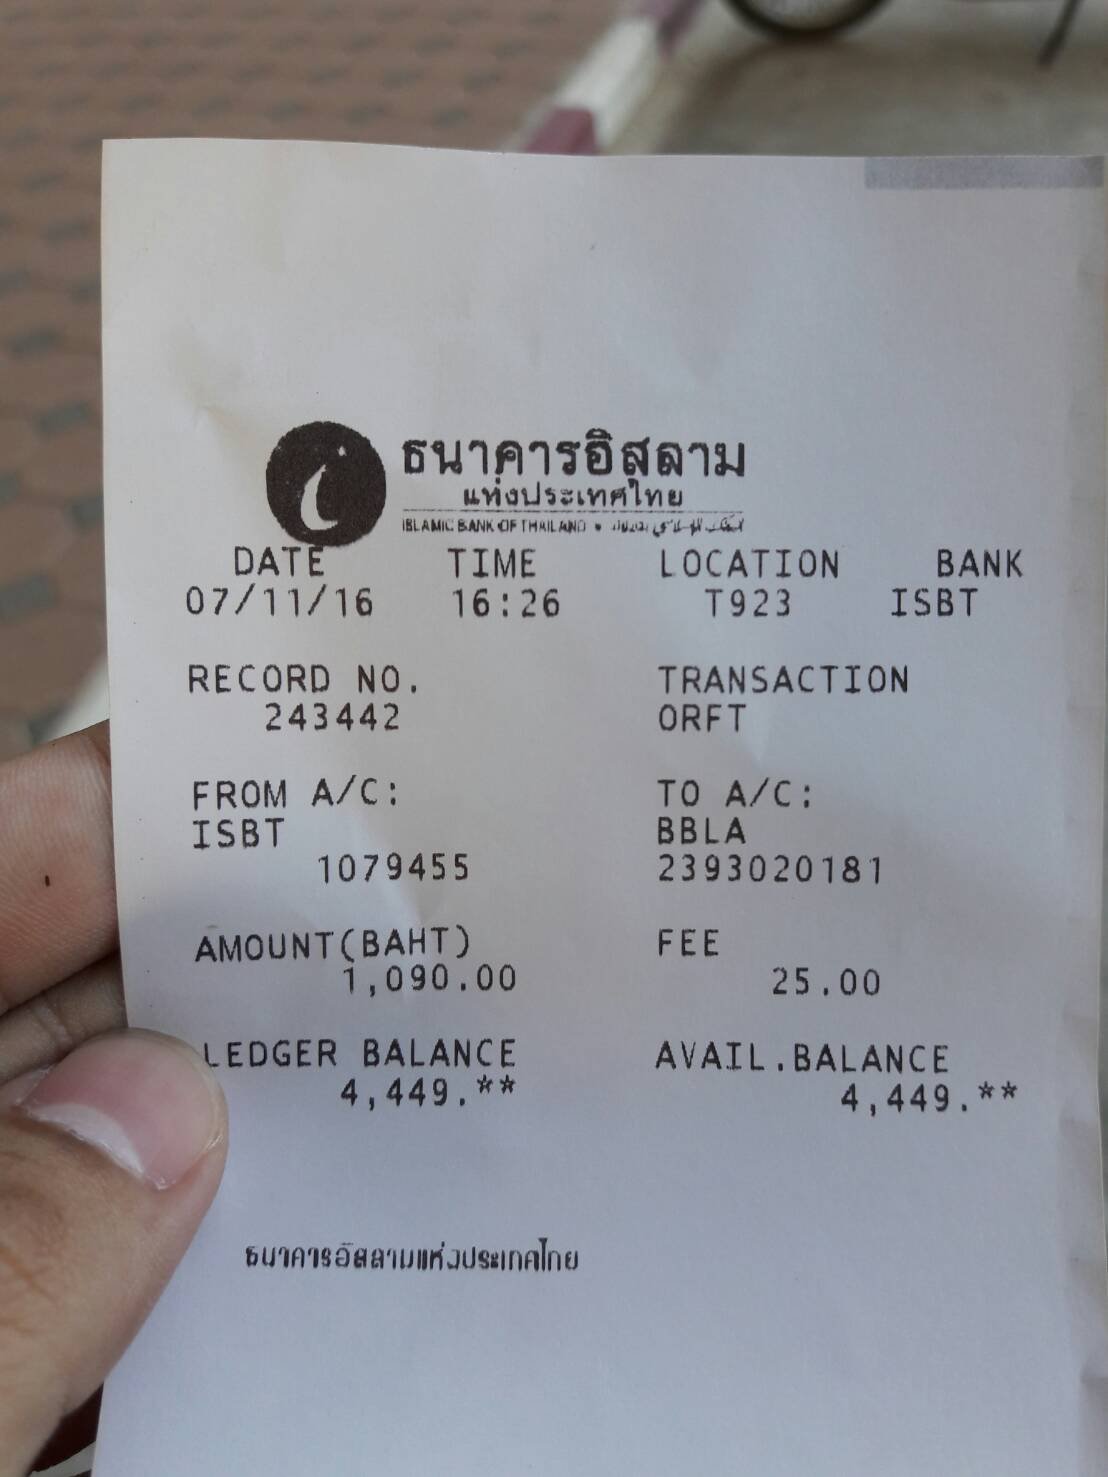 ธนาคารอิสลาม
แห่งประเทศไทย
ISLAMIC BANK OF THAILAND
DATE TIME LOCATION BANK
07/11/16 16:26 T923 ISBT
RECORD NO. TRANSACTION
243442 ORFT
FROM A/C: TO A/C:
ISBT BBLA
1079455 2393020181
AMOUNT(BAHT) FEE
1,090.00 25.00
LEDGER BALANCE AVAIL.BALANCE
4,449.** 4,449.**
ธนาคารอิสลามแห่งประเทศไทย